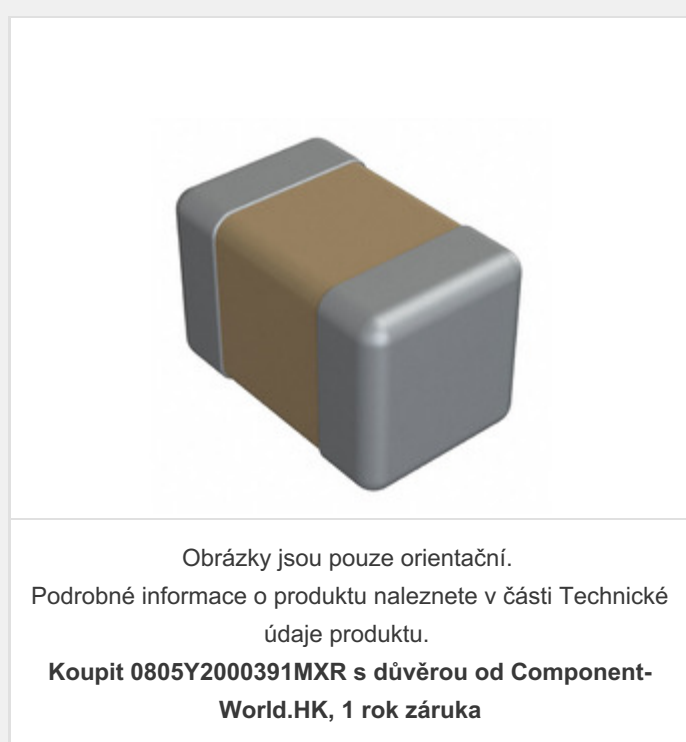 Obrázky jsou pouze orientační.
Podrobné informace o produktu naleznete v části Technické
údaje produktu.
Koupit 0805Y2000391MXR s důvěrou od Component-
World.HK, 1 rok záruka